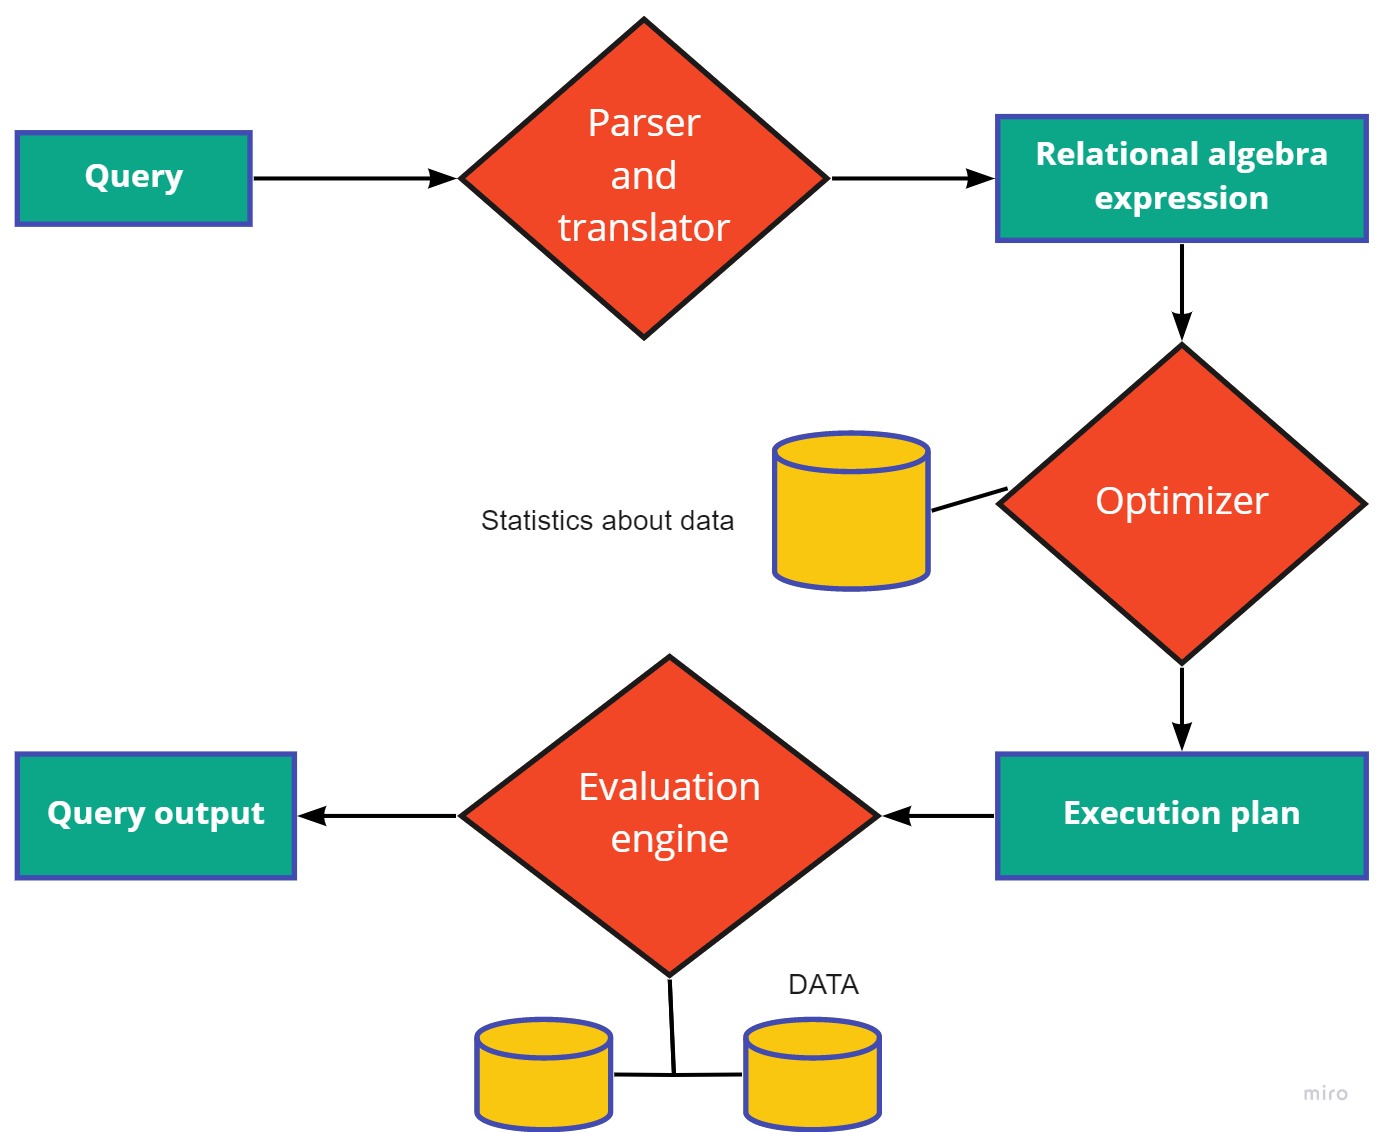 Query
Parser
and
translator
Relational algebra
expression
Optimizer
Statistics about data
Query output
Evaluation
engine
Execution plan
DATA
miro